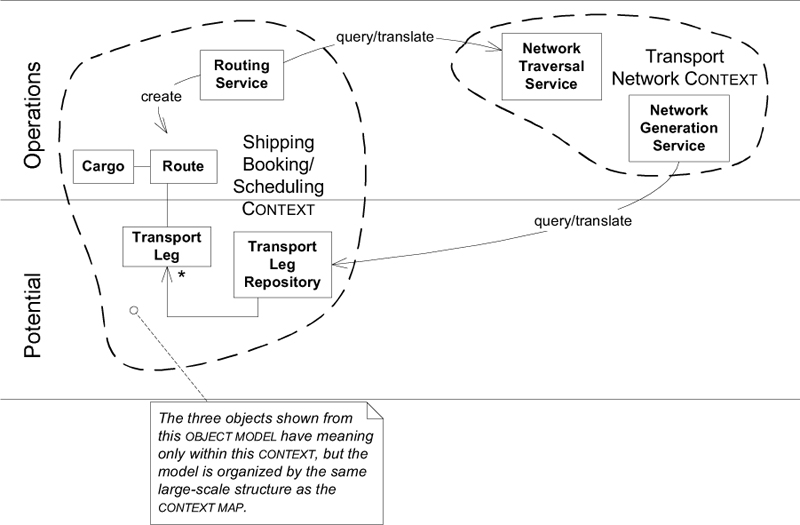 Operations
query/translate
Routing
Service
create
Cargo
Route
Shipping
Booking/
Scheduling
CONTEXT
Network
Traversal
Service
Transport
Network CONTEXT
Network
Generation
Service
query/translate
Potential
Transport
Leg
*
Transport
Leg
Repository
The three objects shown from
this OBJECT MODEL have meaning
only within this CONTEXT, but the
model is organized by the same
large-scale structure as the
CONTEXT MAP.